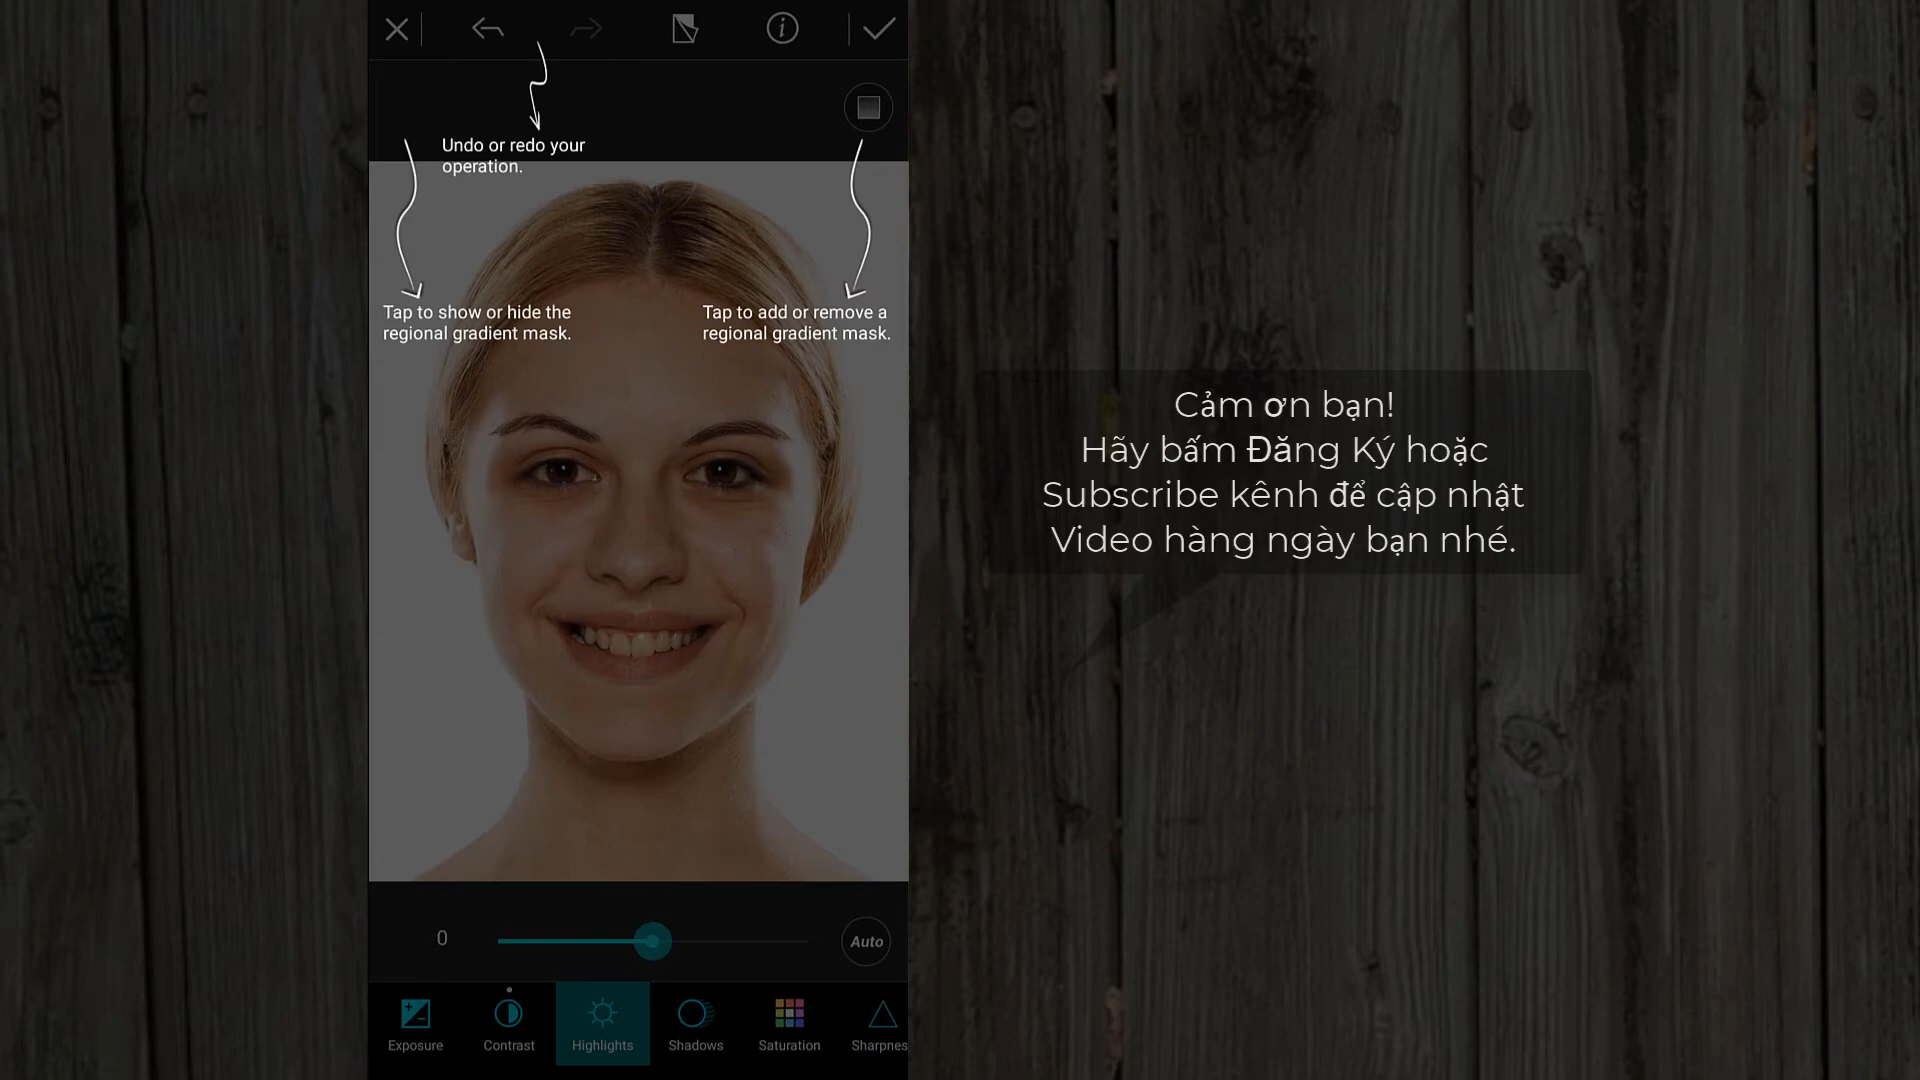 Undo or redo your
operation.
Tap to show or hide the
regional gradient mask.
Tap to add or remove a
regional gradient mask.
Cảm ơn bạn!
Hãy bấm Đăng Ký hoặc
Subscribe kênh để cập nhật
Video hàng ngày bạn nhé.
0
Auto
Exposure
Contrast
Highlights
Shadows
Saturation
Sharpnes